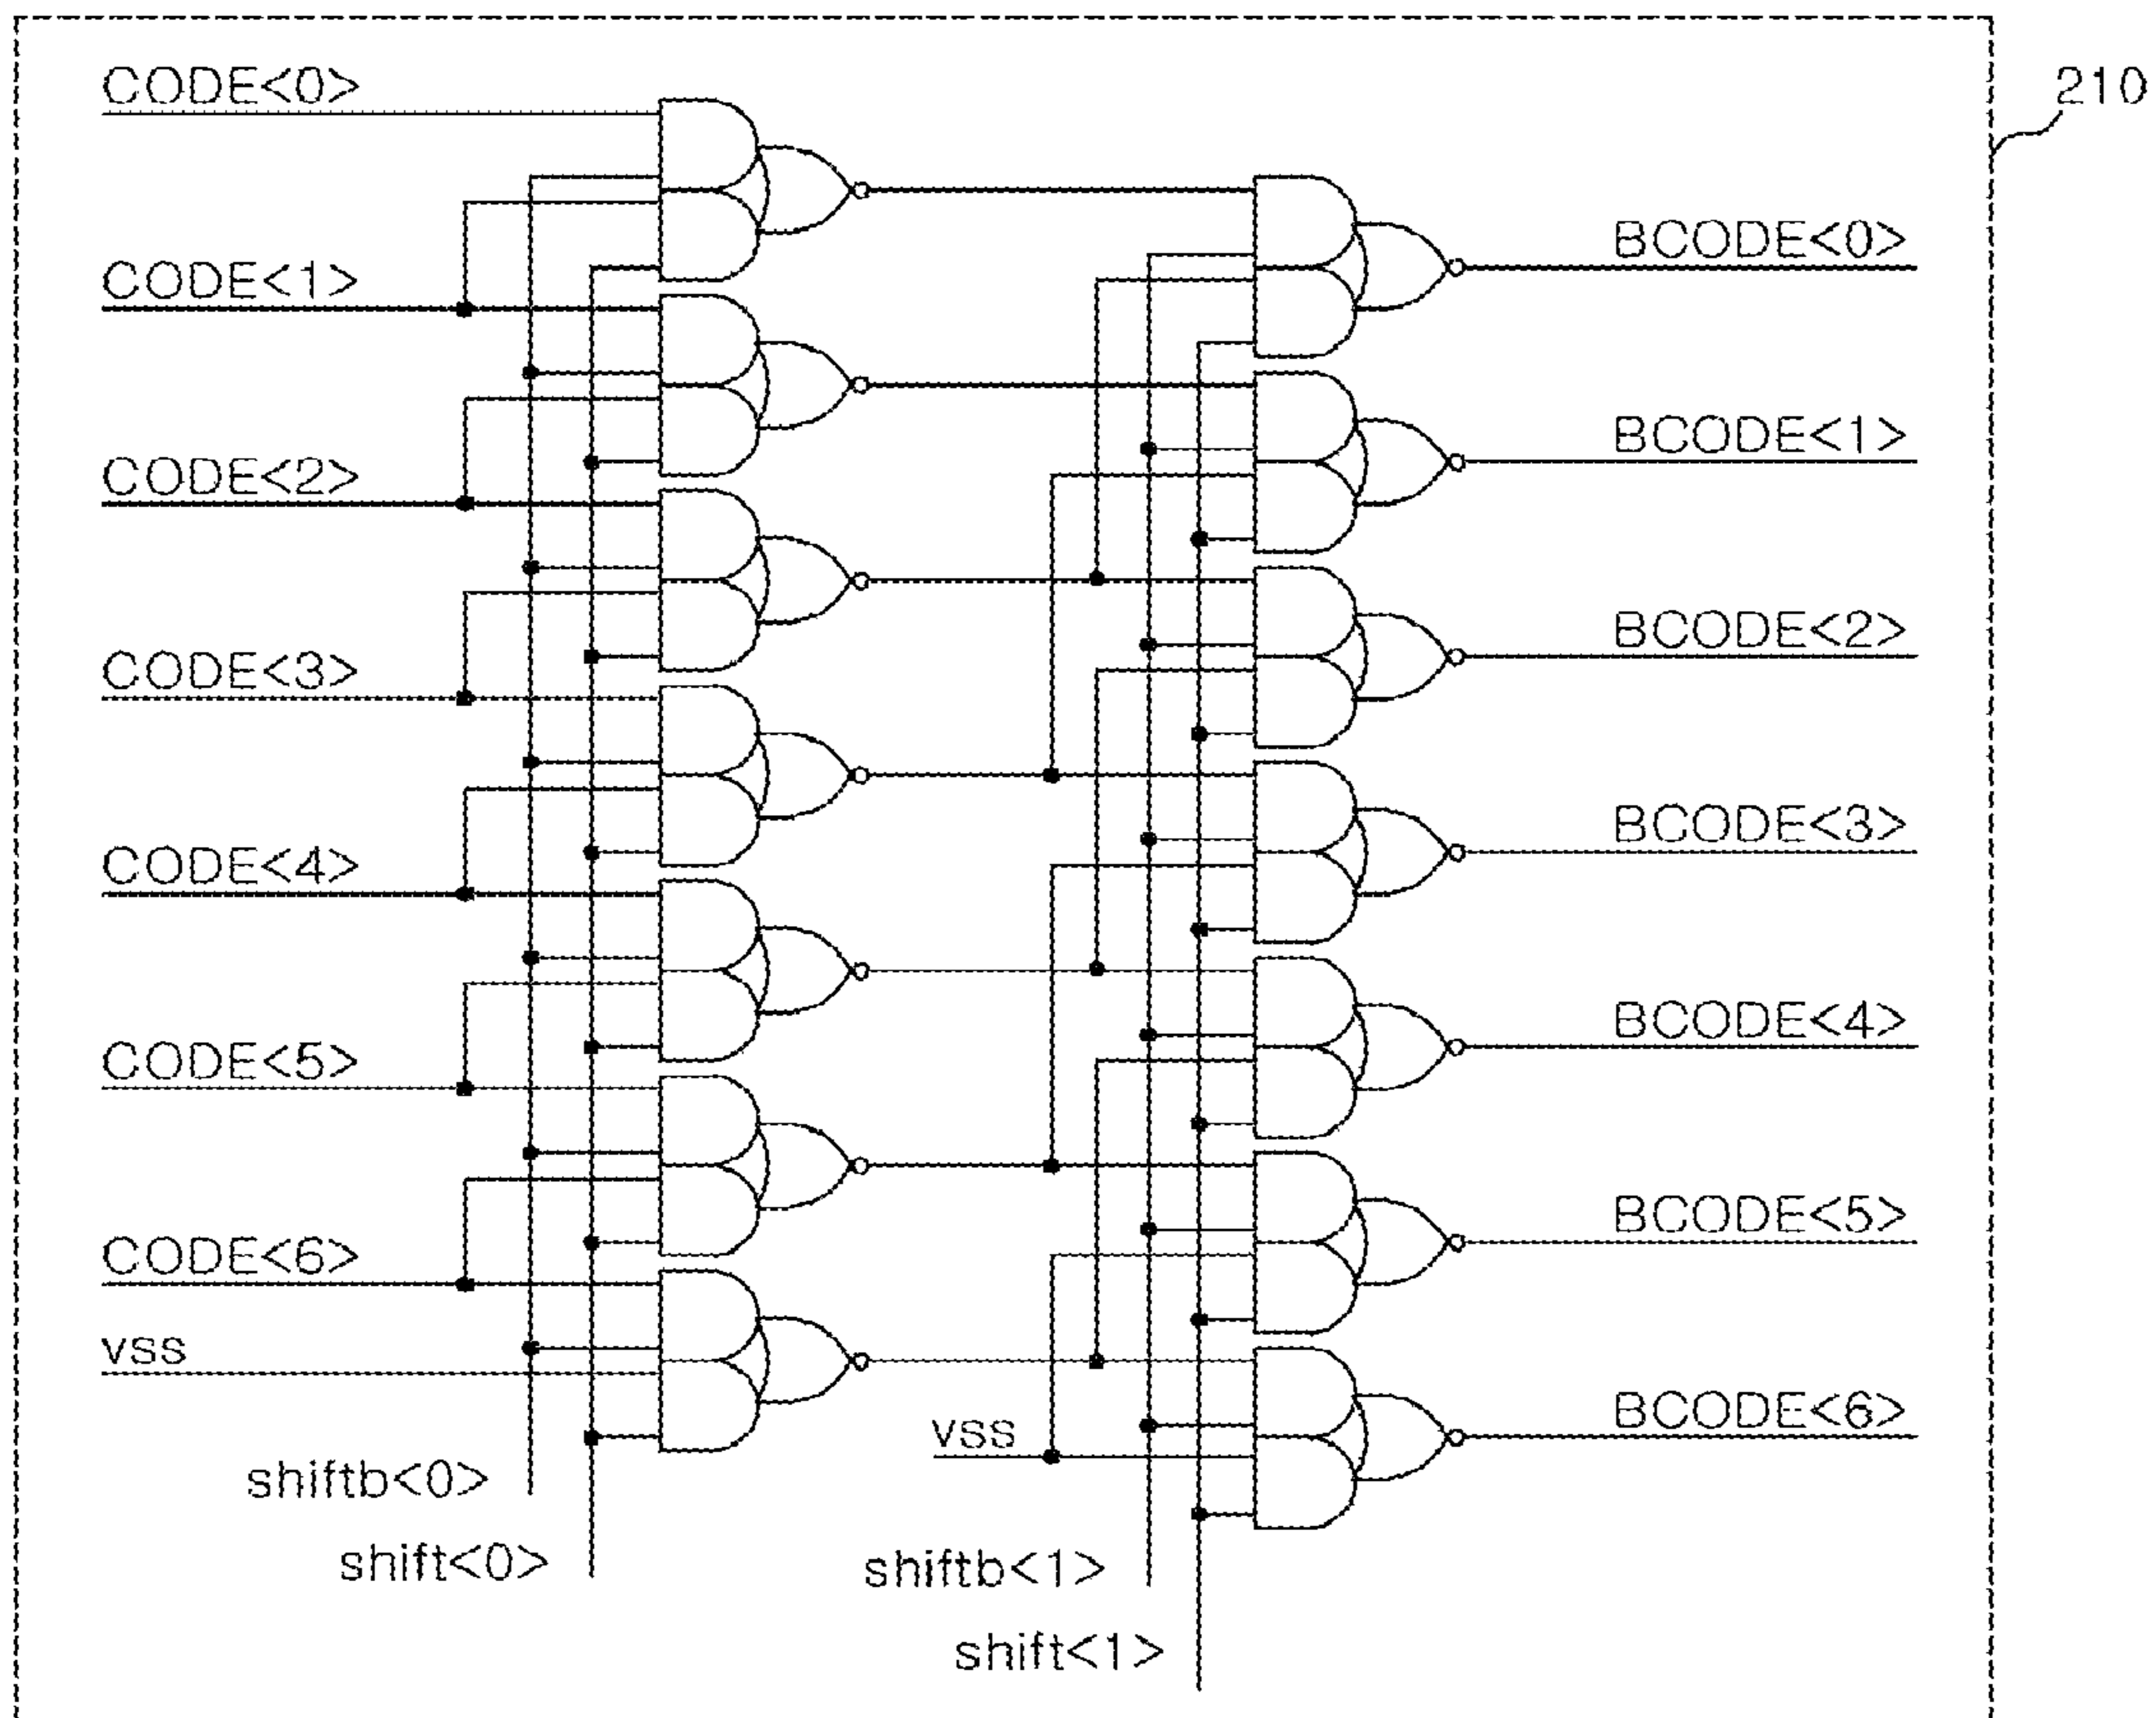 CODE<0>
210
CODE<1>
BCODE<0>
CODE<2>
BCODE<1>
CODE<3>
BCODE<2>
CODE<4>
BCODE<3>
CODE<5>
BCODE<4>
CODE<6>
BCODE<5>
vss
BCODE<6>
vss
shiftb<0>
shift<0>
shiftb<1>
shift<1>